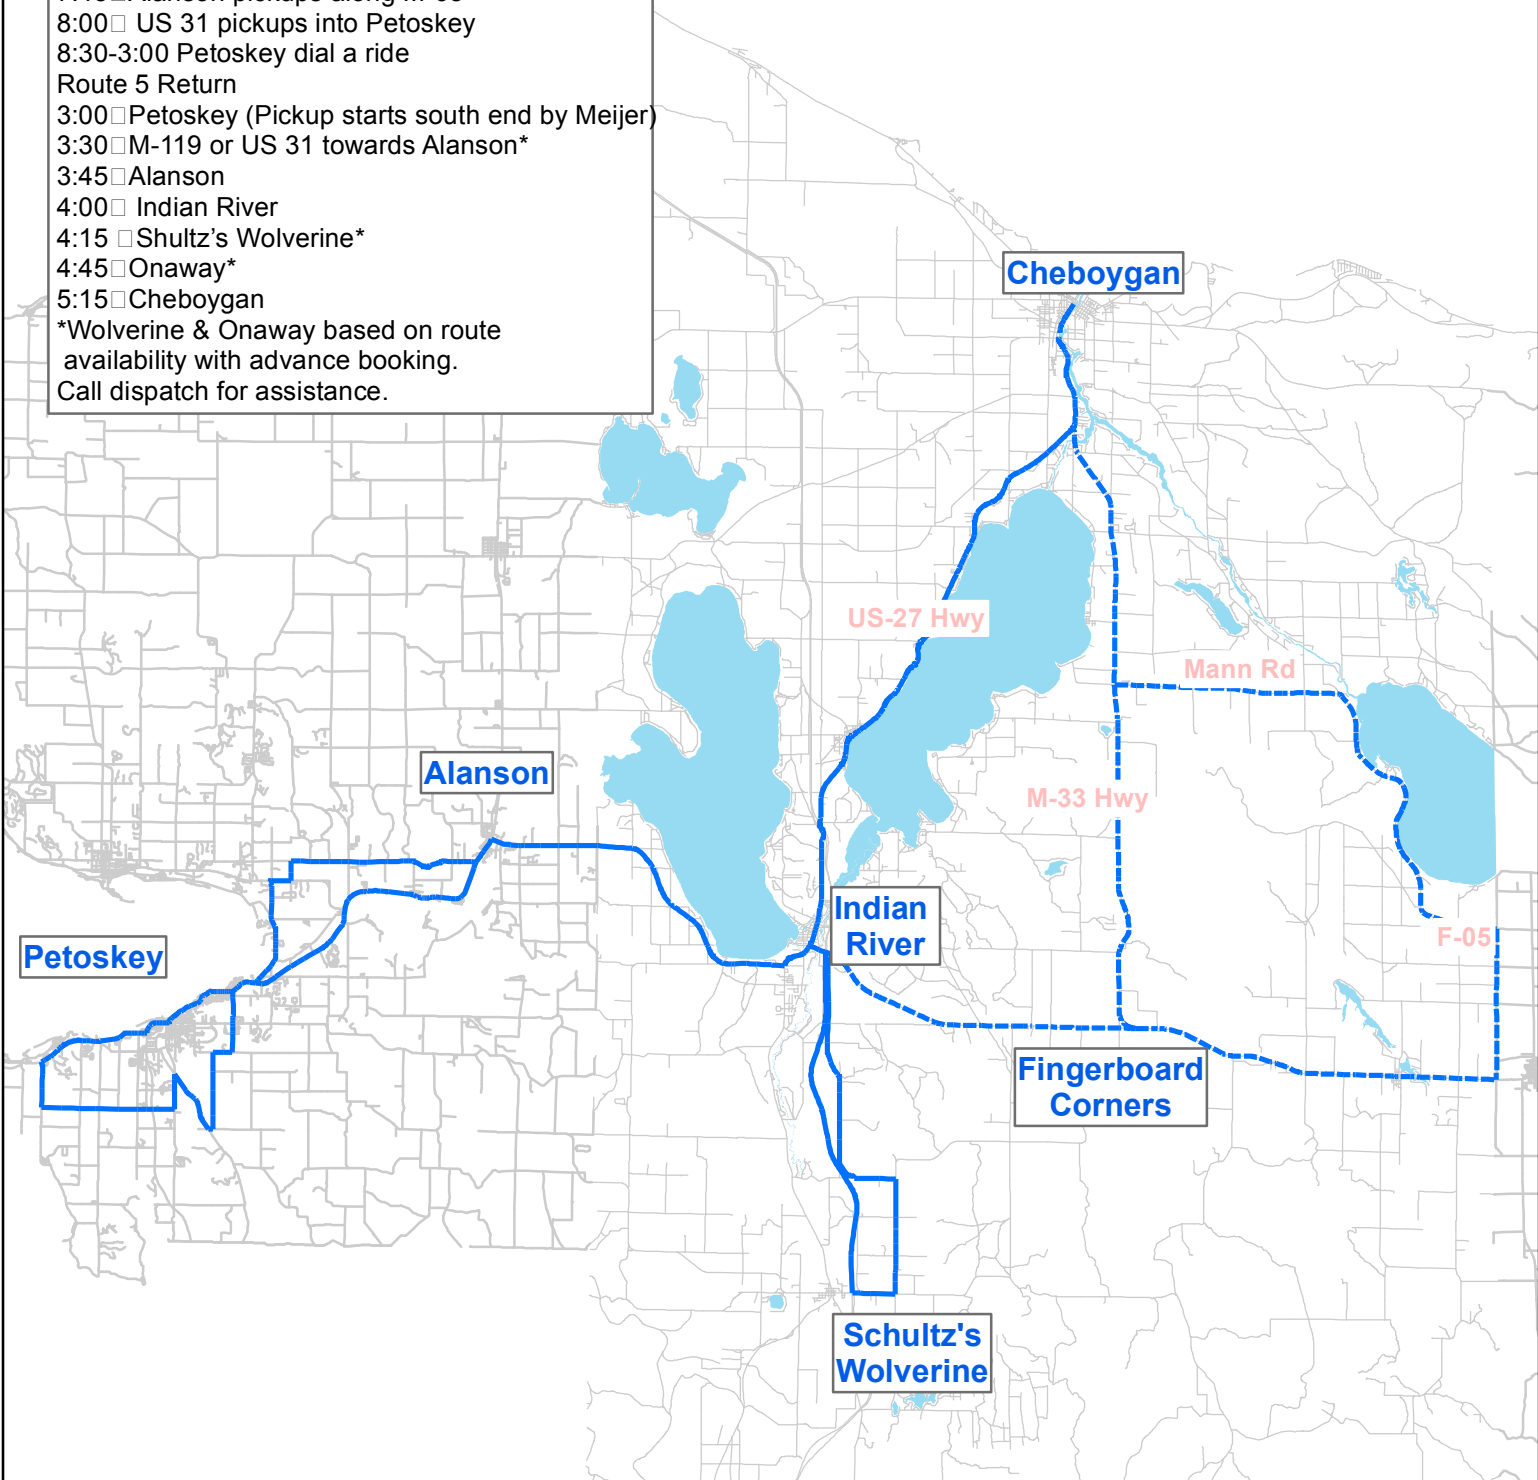 8:00□ US 31 pickups into Petoskey
8:30-3:00 Petoskey dial a ride
Route 5 Return
3:00□Petoskey (Pickup starts south end by Meijer)
3:30□M-119 or US 31 towards Alanson*
3:45□Alanson
4:00□ Indian River
4:15 □Shultz’s Wolverine*
4:45□Onaway*
5:15□Cheboygan
*Wolverine & Onaway based on route
availability with advance booking.
Call dispatch for assistance.
Cheboygan
US-27 Hwy
Mann Rd
Alanson
M-33 Hwy
Indian
River
F-05
Petoskey
Fingerboard
Corners
Schultz's
Wolverine